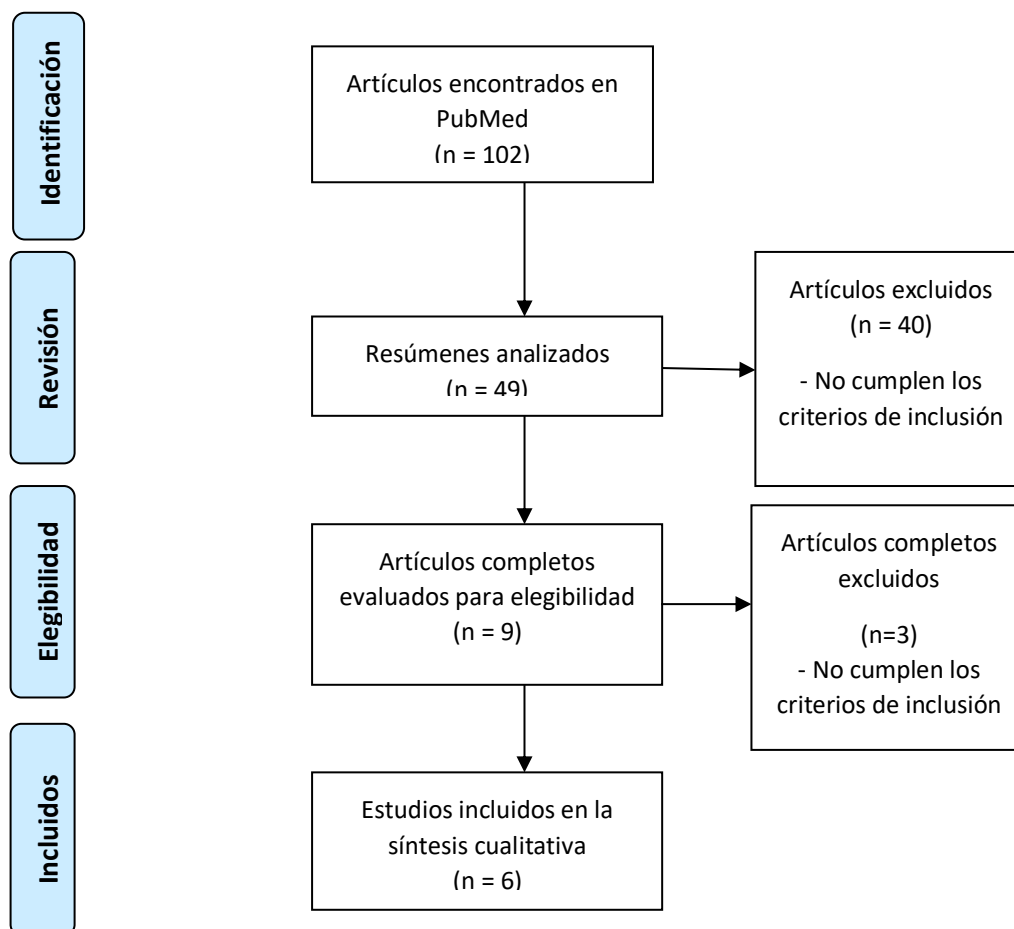 Identificación
Artículos encontrados en
PubMed
(n = 102)
Revisión
Resúmenes analizados
(n = 49)
Artículos excluidos
(n = 40)
- No cumplen los
criterios de inclusión
Elegibilidad
Artículos completos
evaluados para elegibilidad
(n = 9)
Artículos completos
excluidos
(n=3)
- No cumplen los
criterios de inclusión
Incluidos
Estudios incluidos en la
síntesis cualitativa
(n = 6)